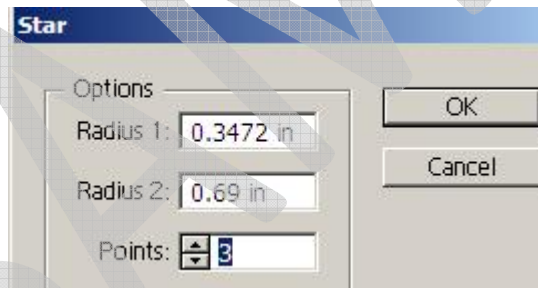 Star
Options
Radius 1: 0.3472 in
OK
Radius 2: 0.69 in
Cancel
Points: 3